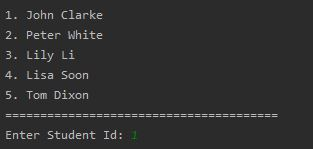 1. John Clarke
2. Peter White
3. Lily Li
4. Lisa Soon
5. Tom Dixon
=======================================
Enter Student Id: 1